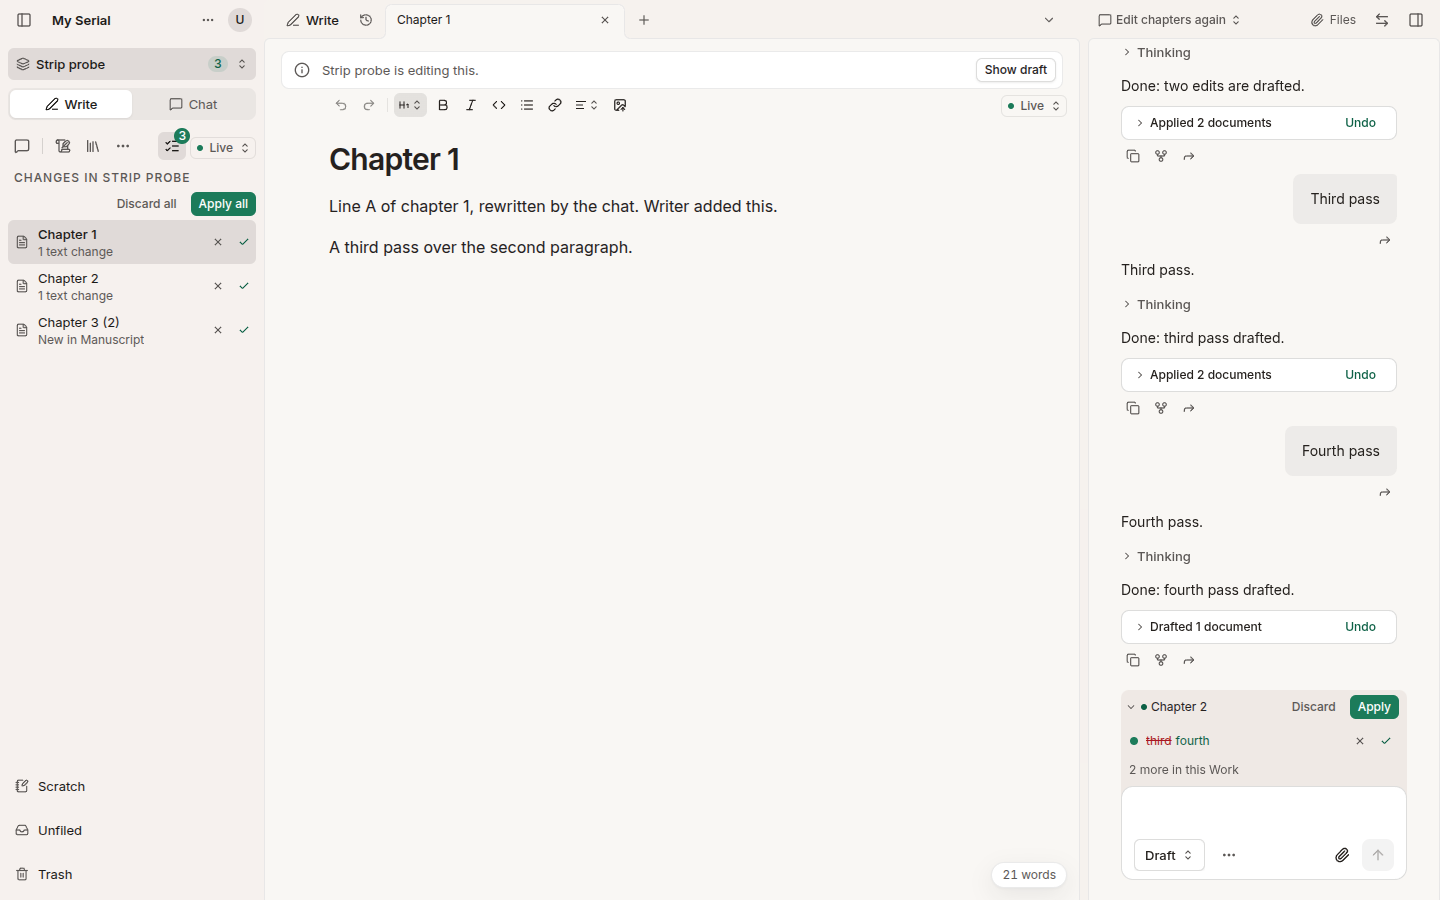 My Serial
U
Strip probe
3
Write
Chat
3
Live
CHANGES IN STRIP PROBE
Discard all
Apply all
Chapter 1
1 text change
Chapter 2
1 text change
Chapter 3 (2)
New in Manuscript
Scratch
Unfiled
Trash
Write
Chapter 1
Strip probe is editing this.
Show draft
H1
B
I
Live
Chapter 1
Line A of chapter 1, rewritten by the chat. Writer added this.
A third pass over the second paragraph.
21 words
Edit chapters again
Files
Thinking
Done: two edits are drafted.
Applied 2 documents
Undo
Third pass
Third pass.
Thinking
Done: third pass drafted.
Applied 2 documents
Undo
Fourth pass
Fourth pass.
Thinking
Done: fourth pass drafted.
Drafted 1 document
Undo
Chapter 2
Discard
Apply
third fourth
2 more in this Work
Draft